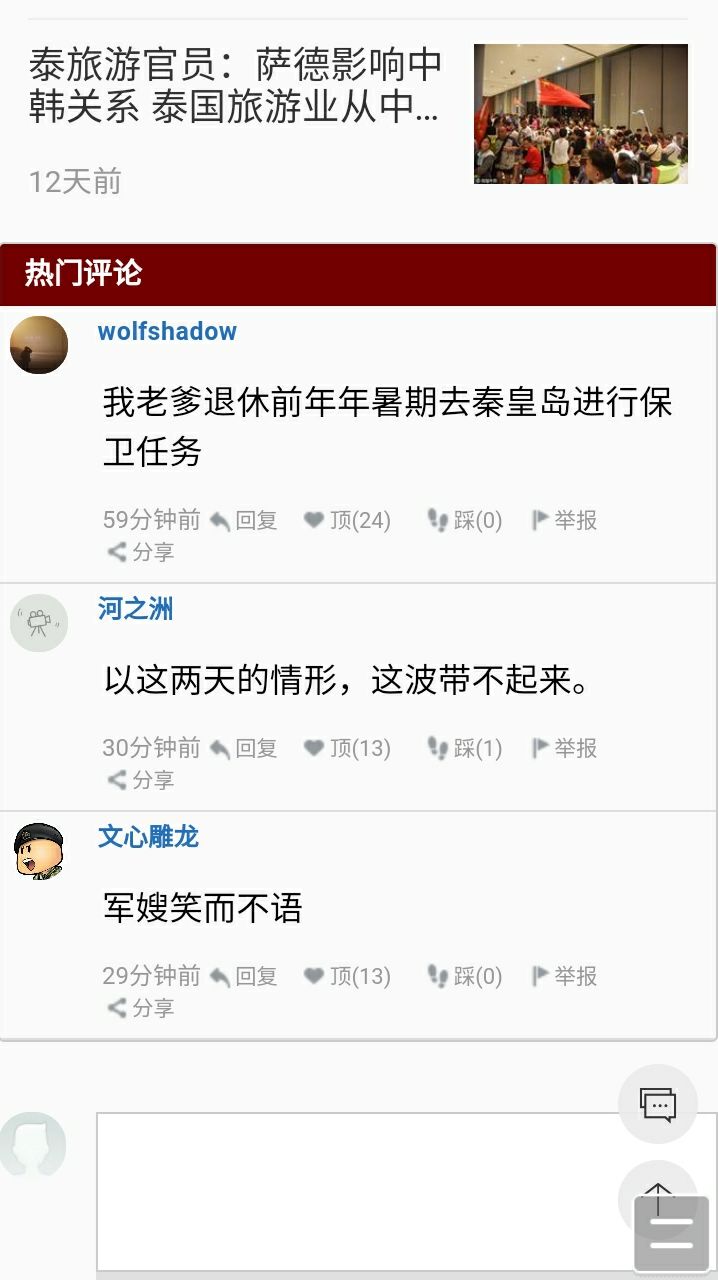 泰旅游官员：萨德影响中
韩关系 泰国旅游业从中...
12天前
热门评论
wolfshadow
我老爹退休前年年暑期去秦皇岛进行保
卫任务
59分钟前 回复 顶(24) 踩(0) 举报
分享
河之洲
以这两天的情形，这波带不起来。
30分钟前 回复 顶(13) 踩(1) 举报
分享
文心雕龙
军嫂笑而不语
29分钟前 回复 顶(13) 踩(0) 举报
分享